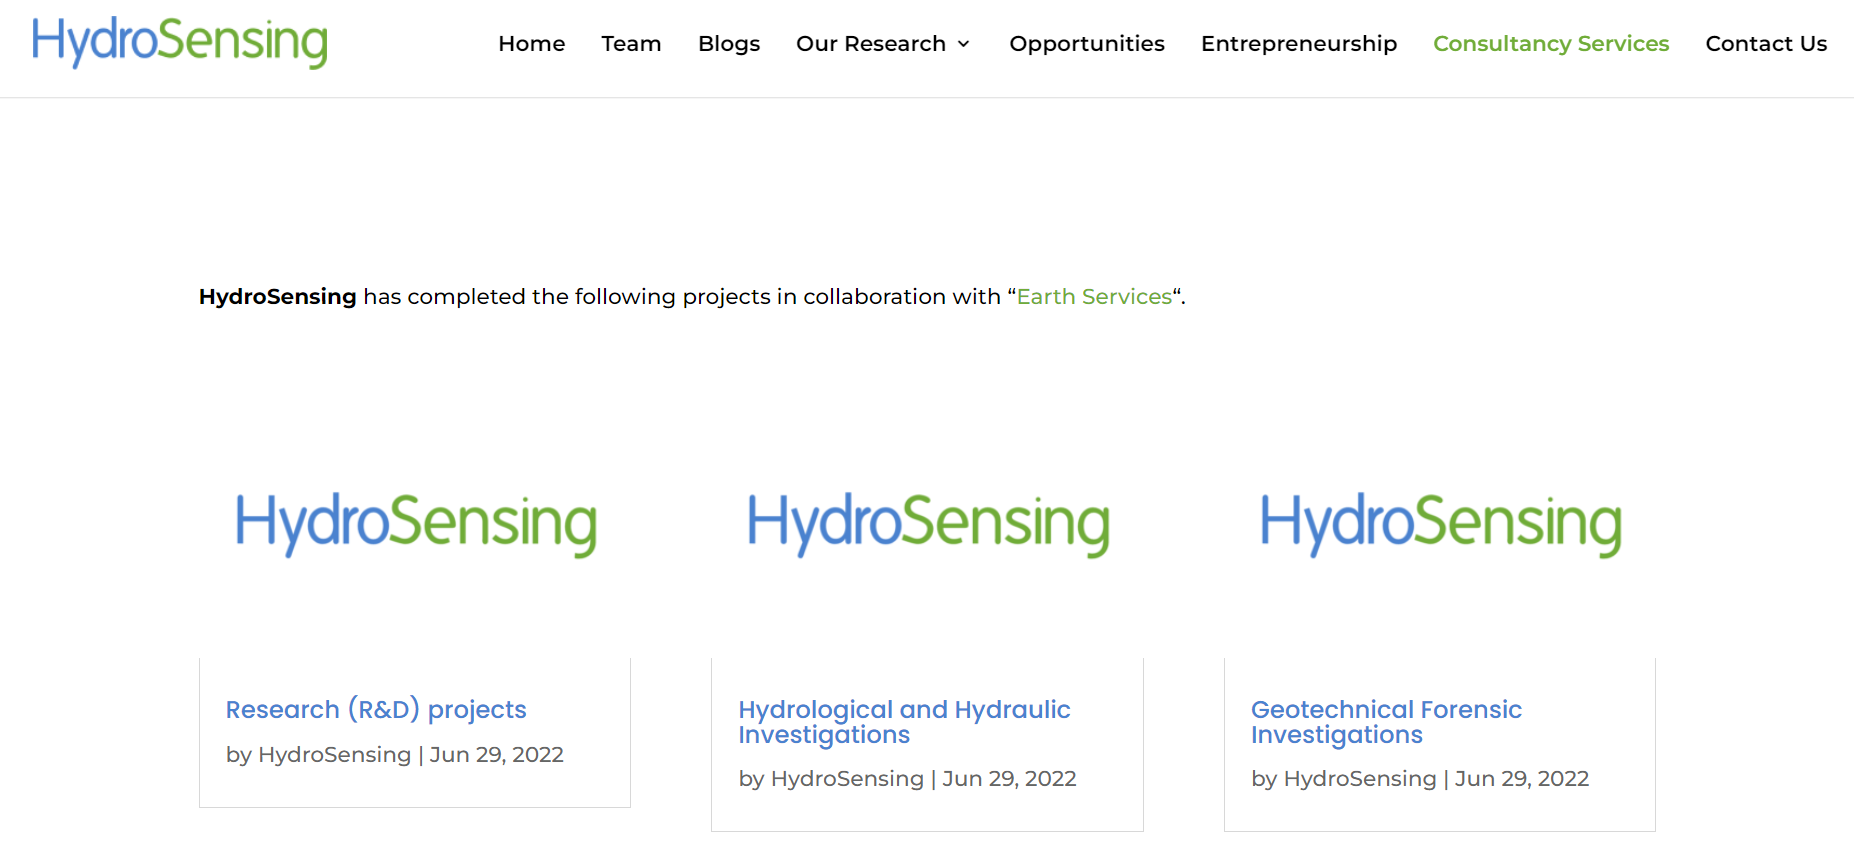 HydroSensing
Home Team Blogs Our Research Opportunities Entrepreneurship Consultancy Services Contact Us
HydroSensing has completed the following projects in collaboration with “Earth Services“.
HydroSensing HydroSensing HydroSensing
Research (R&D) projects
by HydroSensing | Jun 29, 2022
Hydrological and Hydraulic
Investigations
by HydroSensing | Jun 29, 2022
Geotechnical Forensic
Investigations
by HydroSensing | Jun 29, 2022